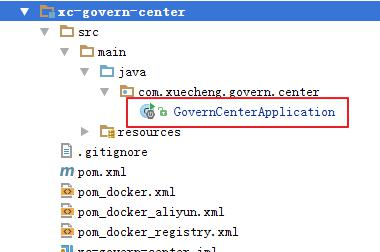 xc-govern-center
src
main
java
com.xuecheng.govern.center
GovernCenterApplication
resources
.gitignore
pom.xml
pom_docker.xml
pom_docker_aliyun.xml
pom_docker_registry.xml
xc-govern-center.iml